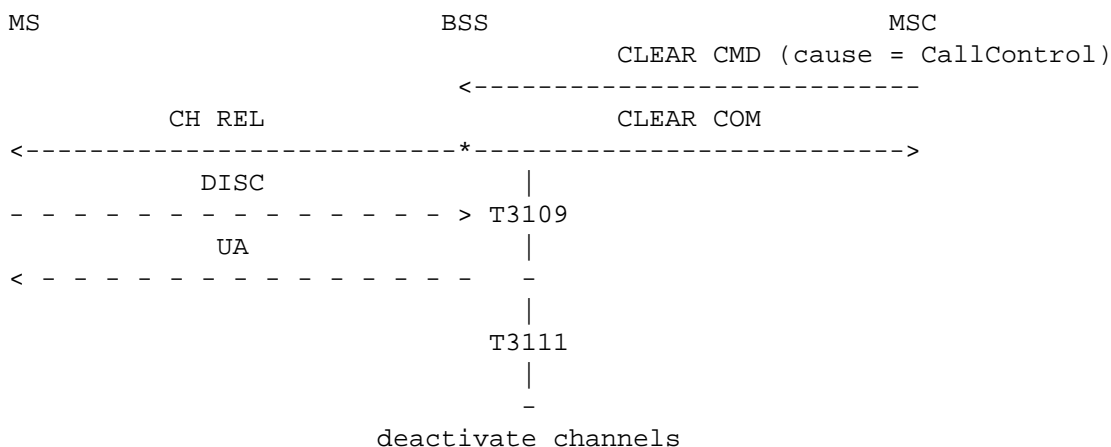 MS BSS MSC
CLEAR CMD (cause = CallControl)
<----------------------------
CH REL CLEAR COM
<---------------------------*--------------------------->
DISC |
- - - - - - - - - - - - - - > T3109
UA |
< - - - - - - - - - - - - - - -
|
T3111
|
-
deactivate channels